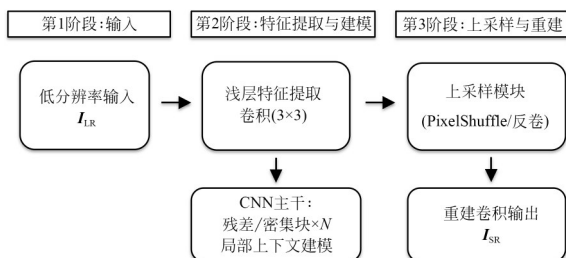 第1阶段：输入
第2阶段：特征提取与建模
第3阶段：上采样与重建
低分辨率输入
I_LR
浅层特征提取
卷积(3×3)
上采样模块
(PixelShuffle/反卷)
CNN主干：
残差/密集块×N
局部上下文建模
重建卷积输出
I_SR